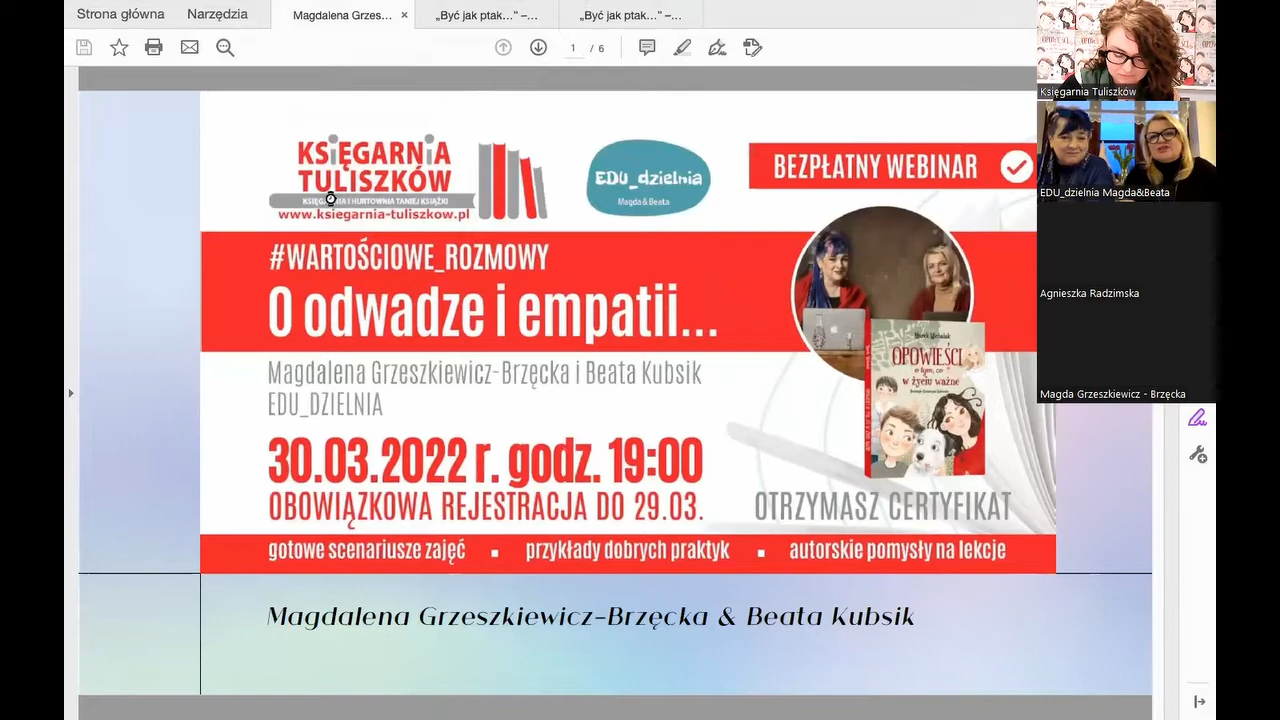 Strona główna
Narzędzia
Magdalena Grzes...
„Być jak ptak...” –...
„Być jak ptak...” –...
1 / 6
KSIĘGARNiA
TULISZKÓW
KSIĘGARNIA I HURTOWNIA TANIEJ KSIĄŻKI
www.ksiegarnia-tuliszkow.pl
EDU_dzielnia
Magda & Beata
BEZPŁATNY WEBINAR
#WARTOŚCIOWE_ROZMOWY
O odwadze i empatii...
Magdalena Grzeszkiewicz-Brzęcka i Beata Kubsik
EDU_DZIELNIA
30.03.2022 r. godz. 19:00
OBOWIĄZKOWA REJESTRACJA DO 29.03.
Marek Michalak
OPOWIEŚCI
o tym, co
w życiu ważne
OTRZYMASZ CERTYFIKAT
gotowe scenariusze zajęć ▪ przykłady dobrych praktyk ▪ autorskie pomysły na lekcje
Magdalena Grzeszkiewicz-Brzęcka & Beata Kubsik
OPOWIEŚCI
Księgarnia Tuliszków
EDU_dzielnia Magda&Beata
Agnieszka Radzimska
Magda Grzeszkiewicz - Brzęcka